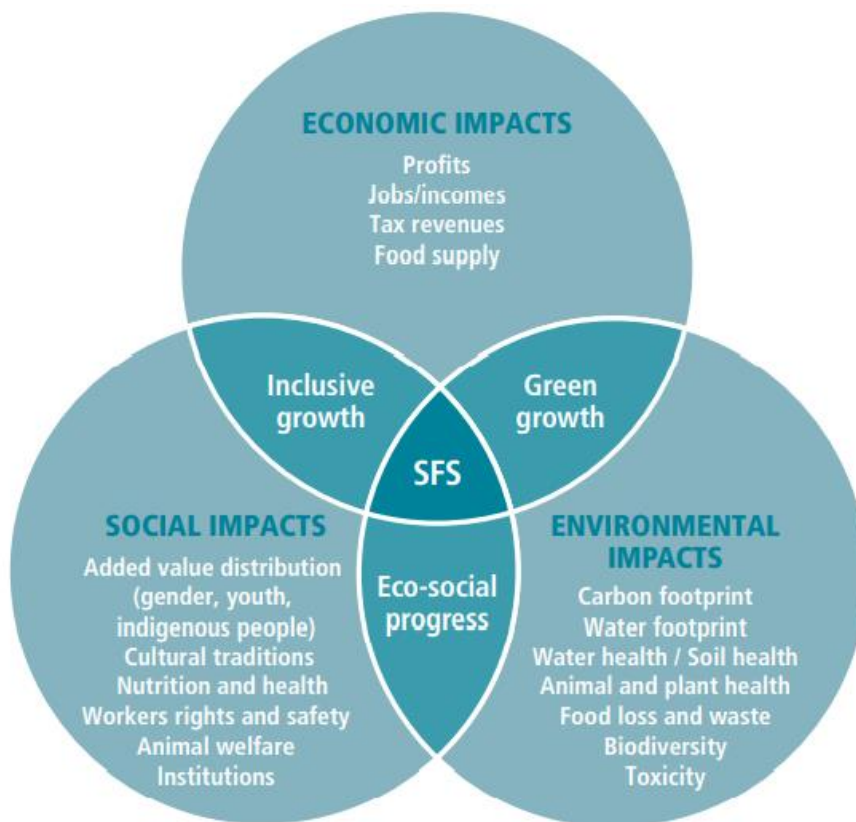 ECONOMIC IMPACTS
Profits
Jobs/incomes
Tax revenues
Food supply
Inclusive
growth
Green
growth
SFS
SOCIAL IMPACTS
Added value distribution
(gender, youth,
indigenous people)
Cultural traditions
Nutrition and health
Workers rights and safety
Animal welfare
Institutions
Eco-social
progress
ENVIRONMENTAL
IMPACTS
Carbon footprint
Water footprint
Water health / Soil health
Animal and plant health
Food loss and waste
Biodiversity
Toxicity